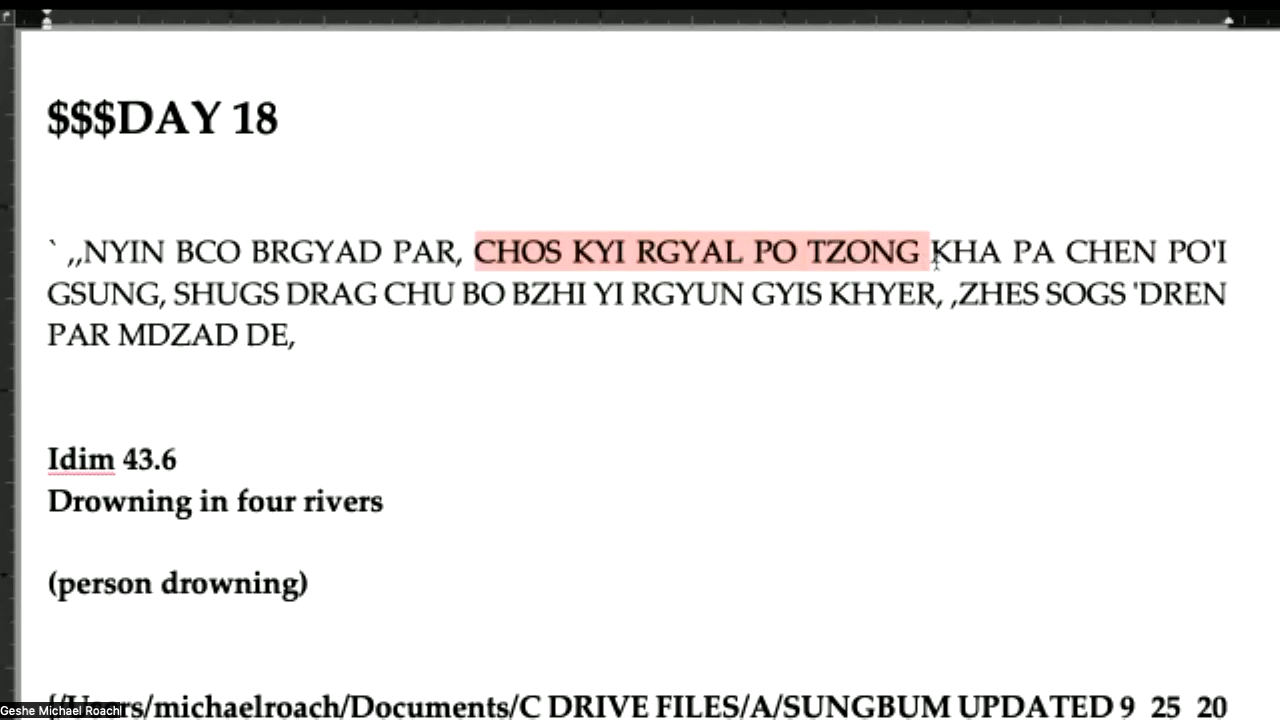 $$$DAY 18
` ,,NYIN BCO BRGYAD PAR, CHOS KYI RGYAL PO TZONG KHA PA CHEN PO'I
GSUNG, SHUGS DRAG CHU BO BZHI YI RGYUN GYIS KHYER, ,ZHES SOGS 'DREN
PAR MDZAD DE,
Idim 43.6
Drowning in four rivers
(person drowning)
/Users/michaelroach/Documents/C DRIVE FILES/A/SUNGBUM UPDATED 9 25 20
Geshe Michael Roach